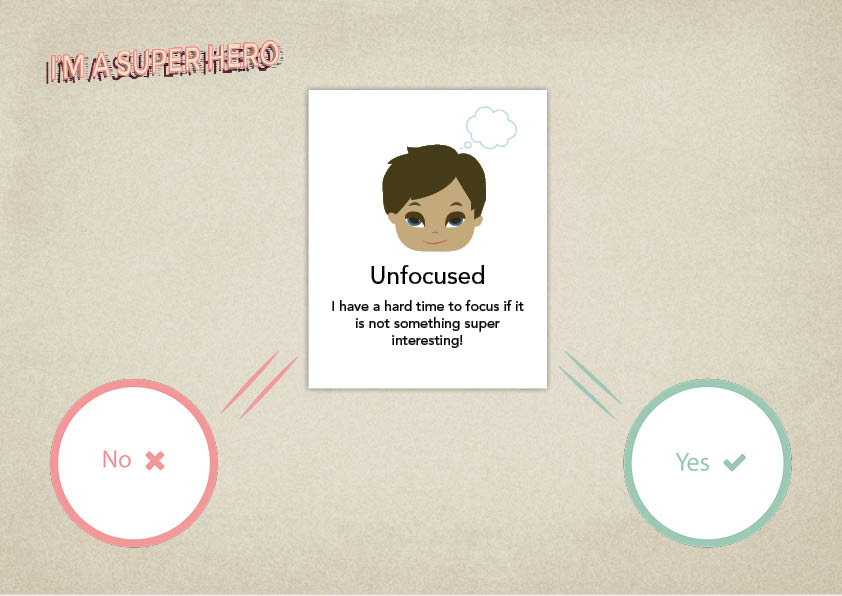 I'M A SUPER HERO
Unfocused
I have a hard time to focus if it
is not something super
interesting!
No
Yes